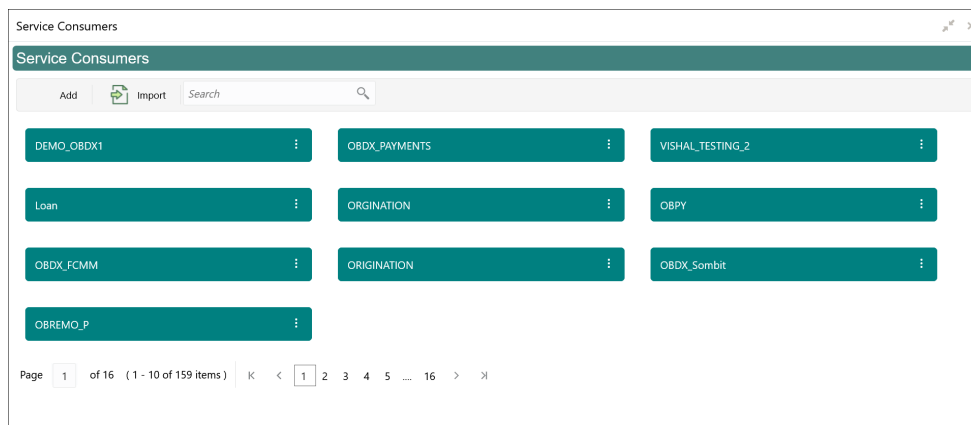 Service Consumers
Service Consumers
Add Import Search
DEMO_OBDX1 OBDX_PAYMENTS VISHAL_TESTING_2
Loan ORGINATION OBPY
OBDX_FCMM ORIGINATION OBDX_Sombit
OBREMO_P
Page 1 of 16 ( 1 - 10 of 159 items ) 1 2 3 4 5 .... 16